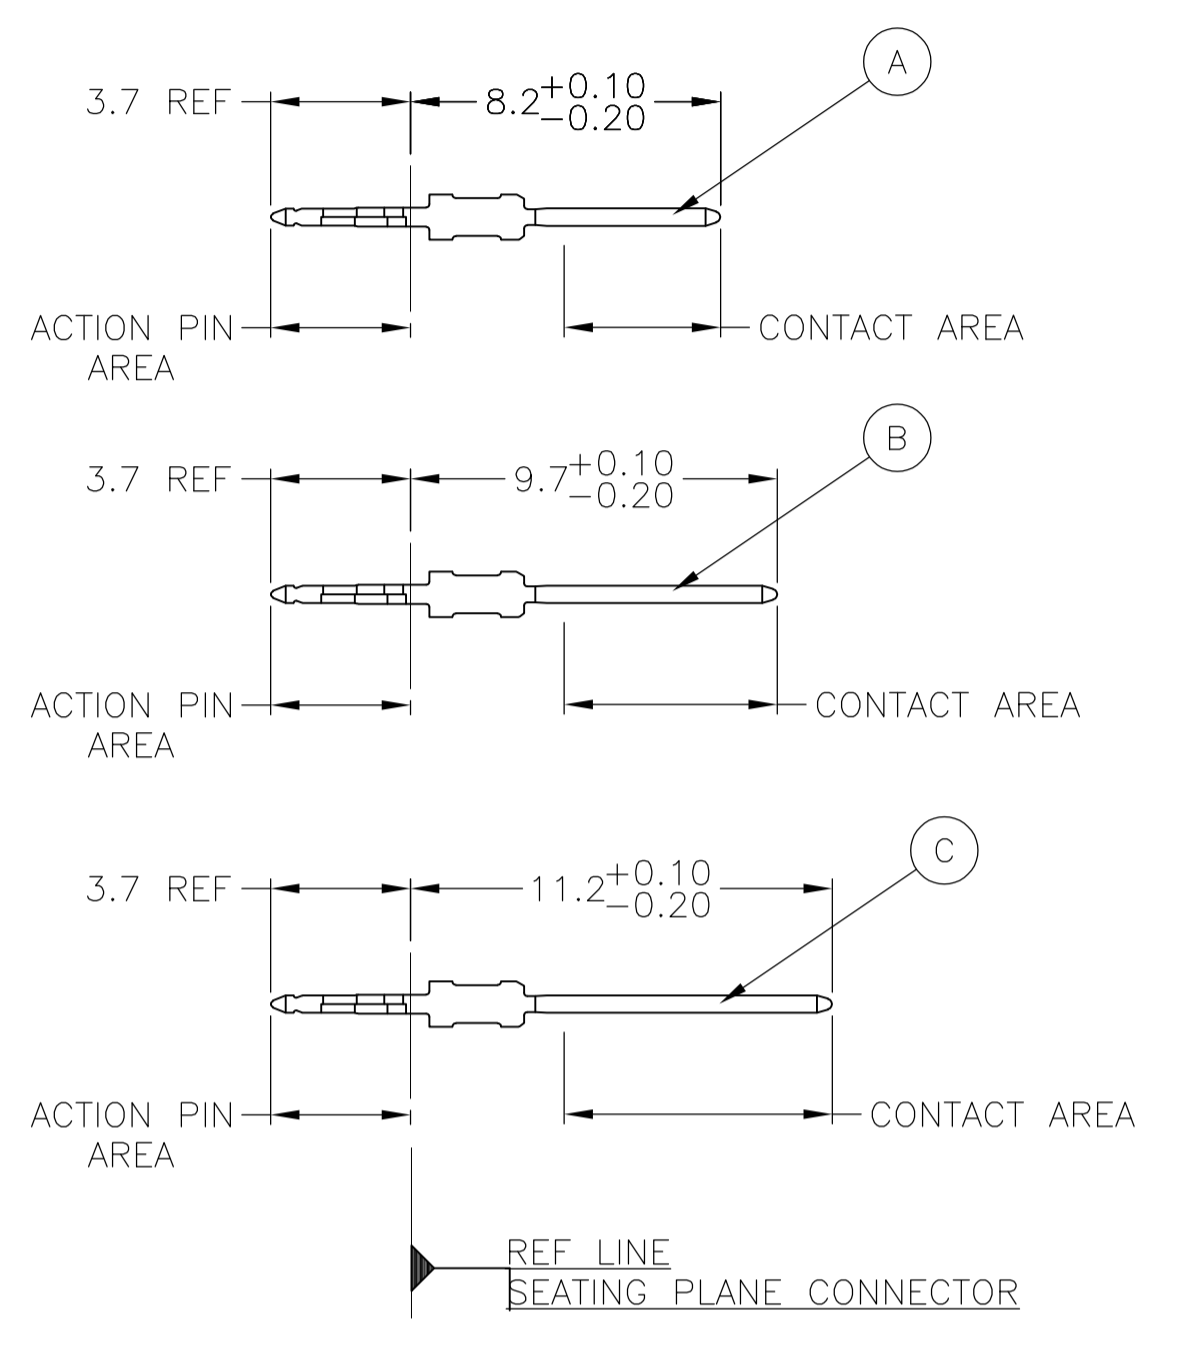 A
3.7 REF
8.2 +0.10
-0.20
ACTION PIN
AREA
CONTACT AREA
B
3.7 REF
9.7 +0.10
-0.20
ACTION PIN
AREA
CONTACT AREA
C
3.7 REF
11.2 +0.10
-0.20
ACTION PIN
AREA
CONTACT AREA
REF LINE
SEATING PLANE CONNECTOR